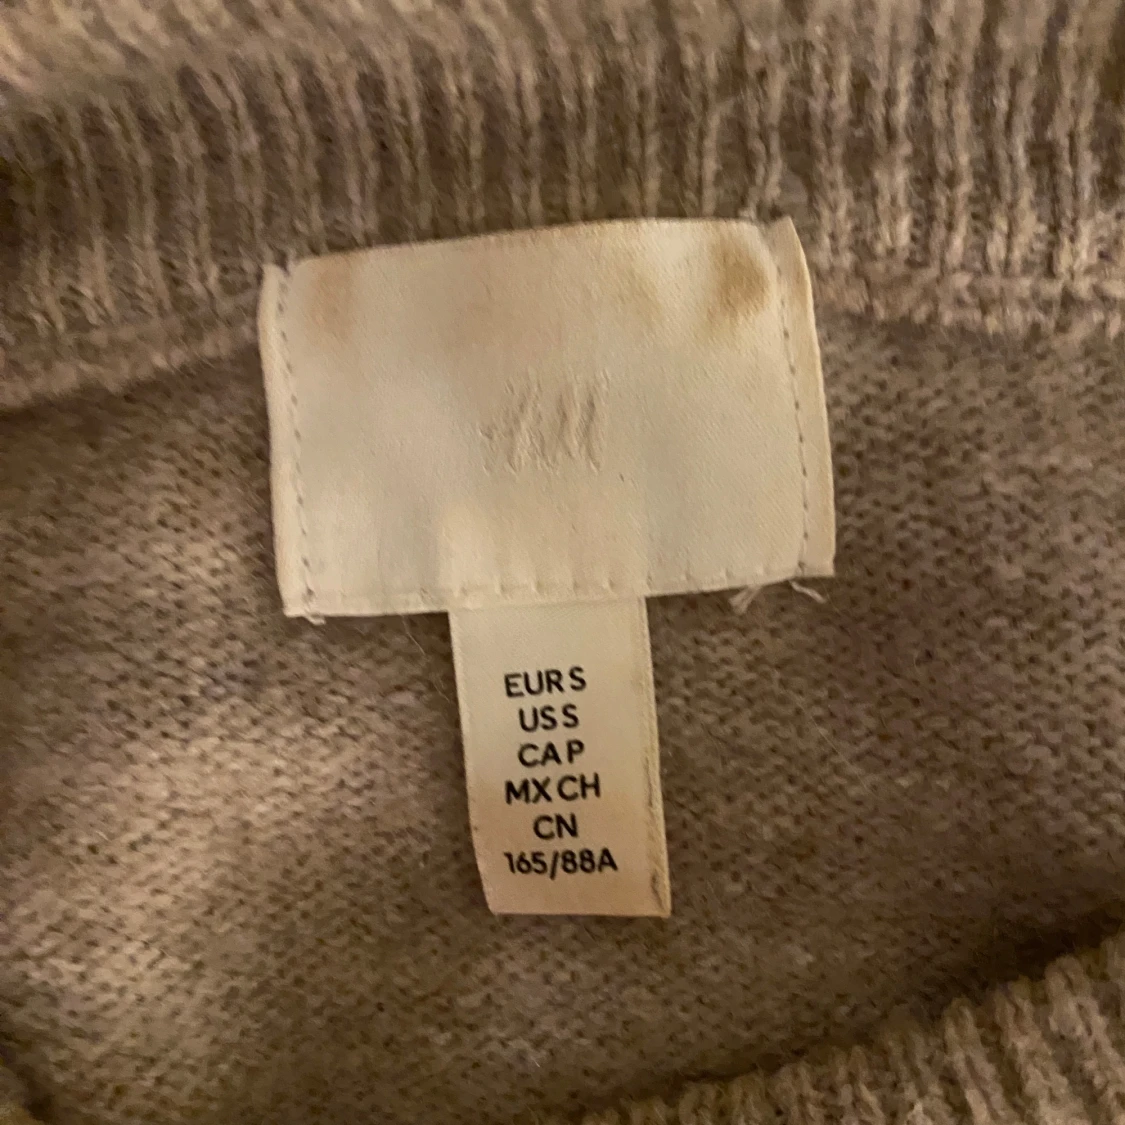 H&M
EUR S
US S
CA P
MX CH
CN
165/88A